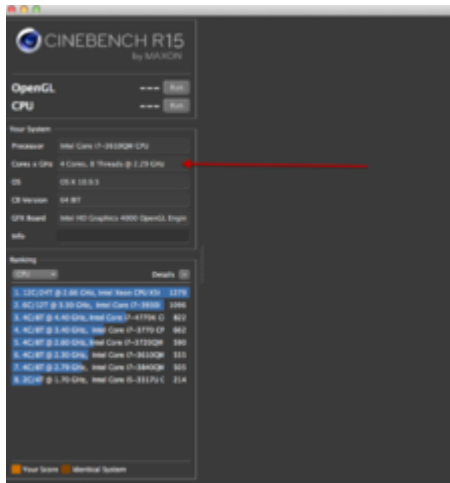 CINEBENCH R15
by MAXON
OpenGL --- Run
CPU --- Run
Your System
Processor Intel Core i7-3610QM CPU
Cores x GHz 4 Cores, 8 Threads @ 2.29 GHz
OS OS X 10.9.5
CB Version 64 BIT
GFX Board Intel HD Graphics 4000 OpenGL Engin
Info
Ranking
CPU Details
1. 12C/24T @ 2.66 GHz, Intel Xeon CPU X56 1279
2. 6C/12T @ 3.30 GHz, Intel Core i7-3930K 1096
3. 4C/8T @ 4.40 GHz, Intel Core i7-4770K C 822
4. 4C/8T @ 3.40 GHz, Intel Core i7-3770 CP 662
5. 4C/8T @ 2.60 GHz, Intel Core i7-3720QM 590
6. 4C/8T @ 2.30 GHz, Intel Core i7-3610QM
7. 4C/8T @ 2.79 GHz, Intel Core i7-3840QM 505
8. 2C/4T @ 1.70 GHz, Intel Core i5-3317U C 214
Your Score Identical System